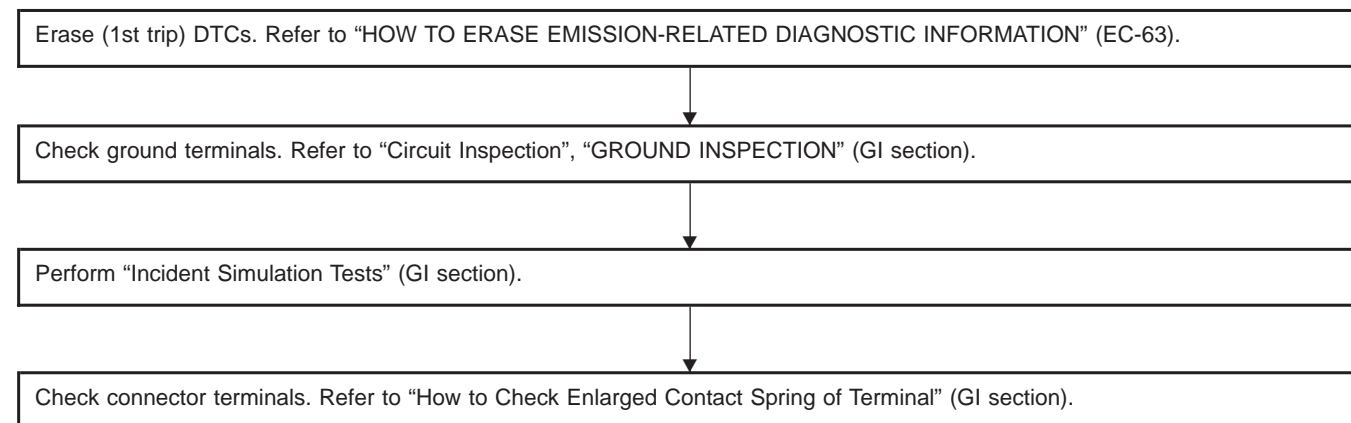 Erase (1st trip) DTCs. Refer to “HOW TO ERASE EMISSION-RELATED DIAGNOSTIC INFORMATION” (EC-63).
Check ground terminals. Refer to “Circuit Inspection”, “GROUND INSPECTION” (GI section).
Perform “Incident Simulation Tests” (GI section).
Check connector terminals. Refer to “How to Check Enlarged Contact Spring of Terminal” (GI section).